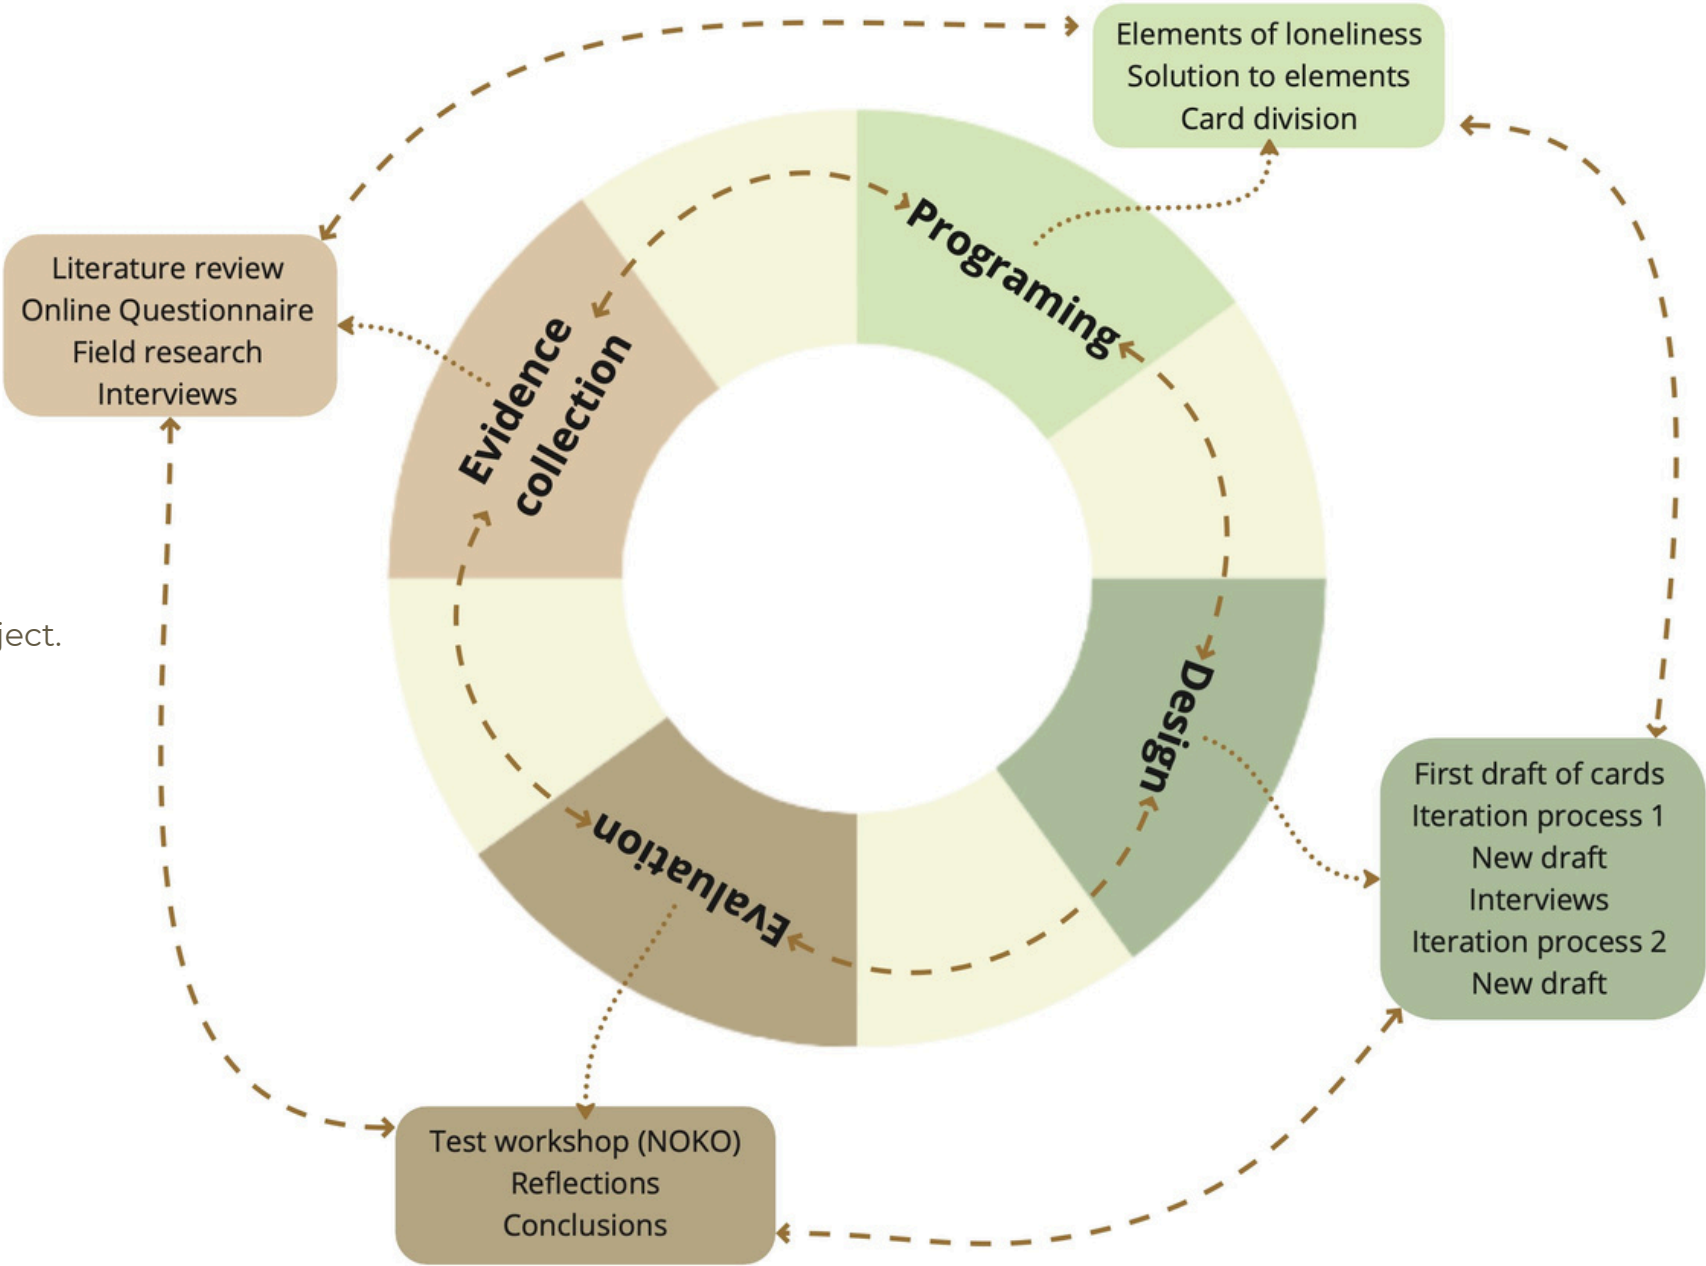 Elements of loneliness
Solution to elements
Card division
Programing
Literature review
Online Questionnaire
Field research
Interviews
Evidence
collection
ject.
Design
First draft of cards
Iteration process 1
New draft
Interviews
Iteration process 2
New draft
Evaluation
Test workshop (NOKO)
Reflections
Conclusions